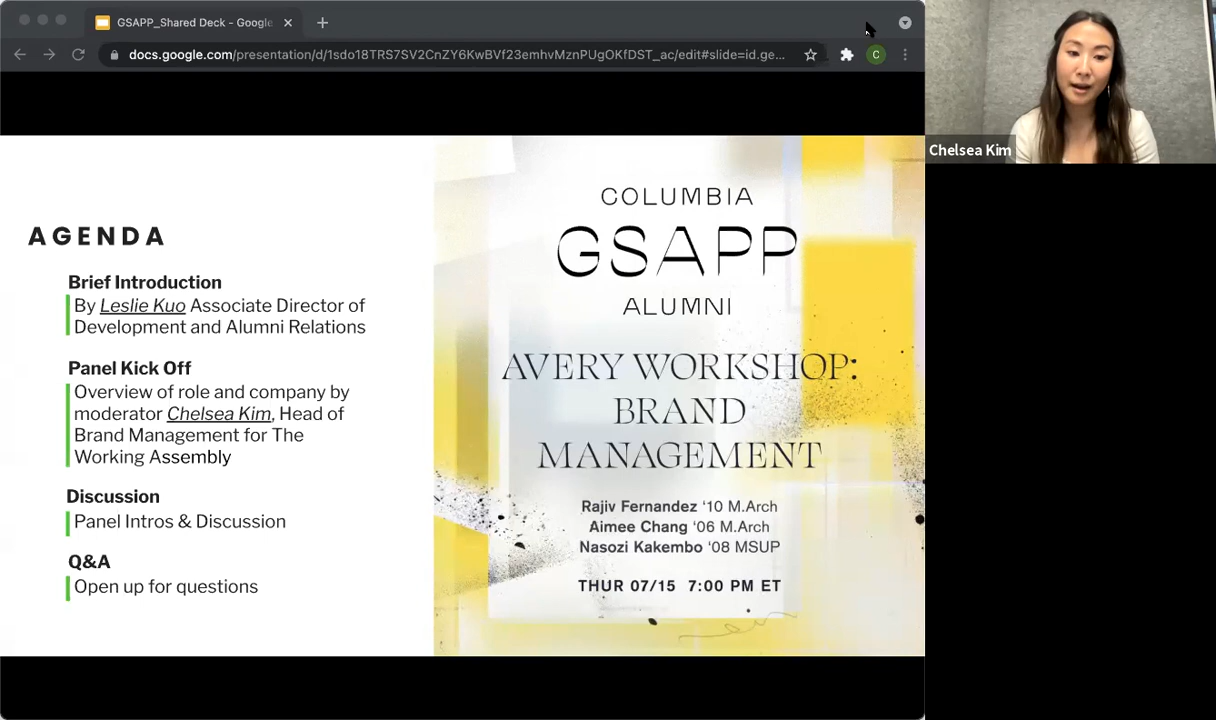 GSAPP_Shared Deck - Google
docs.google.com/presentation/d/1sdo18TRS7SV2CnZY6KwBVf23emhvMznPUgOKfDST_ac/edit#slide=id.ge...
C
Chelsea Kim
AGENDA
Brief Introduction
By Leslie Kuo Associate Director of
Development and Alumni Relations
Panel Kick Off
Overview of role and company by
moderator Chelsea Kim, Head of
Brand Management for The
Working Assembly
Discussion
Panel Intros & Discussion
Q&A
Open up for questions
COLUMBIA
GSAPP
ALUMNI
AVERY WORKSHOP:
BRAND
MANAGEMENT
Rajiv Fernandez ‘10 M.Arch
Aimee Chang ‘06 M.Arch
Nasozi Kakembo ‘08 MSUP
THUR 07/15 7:00 PM ET